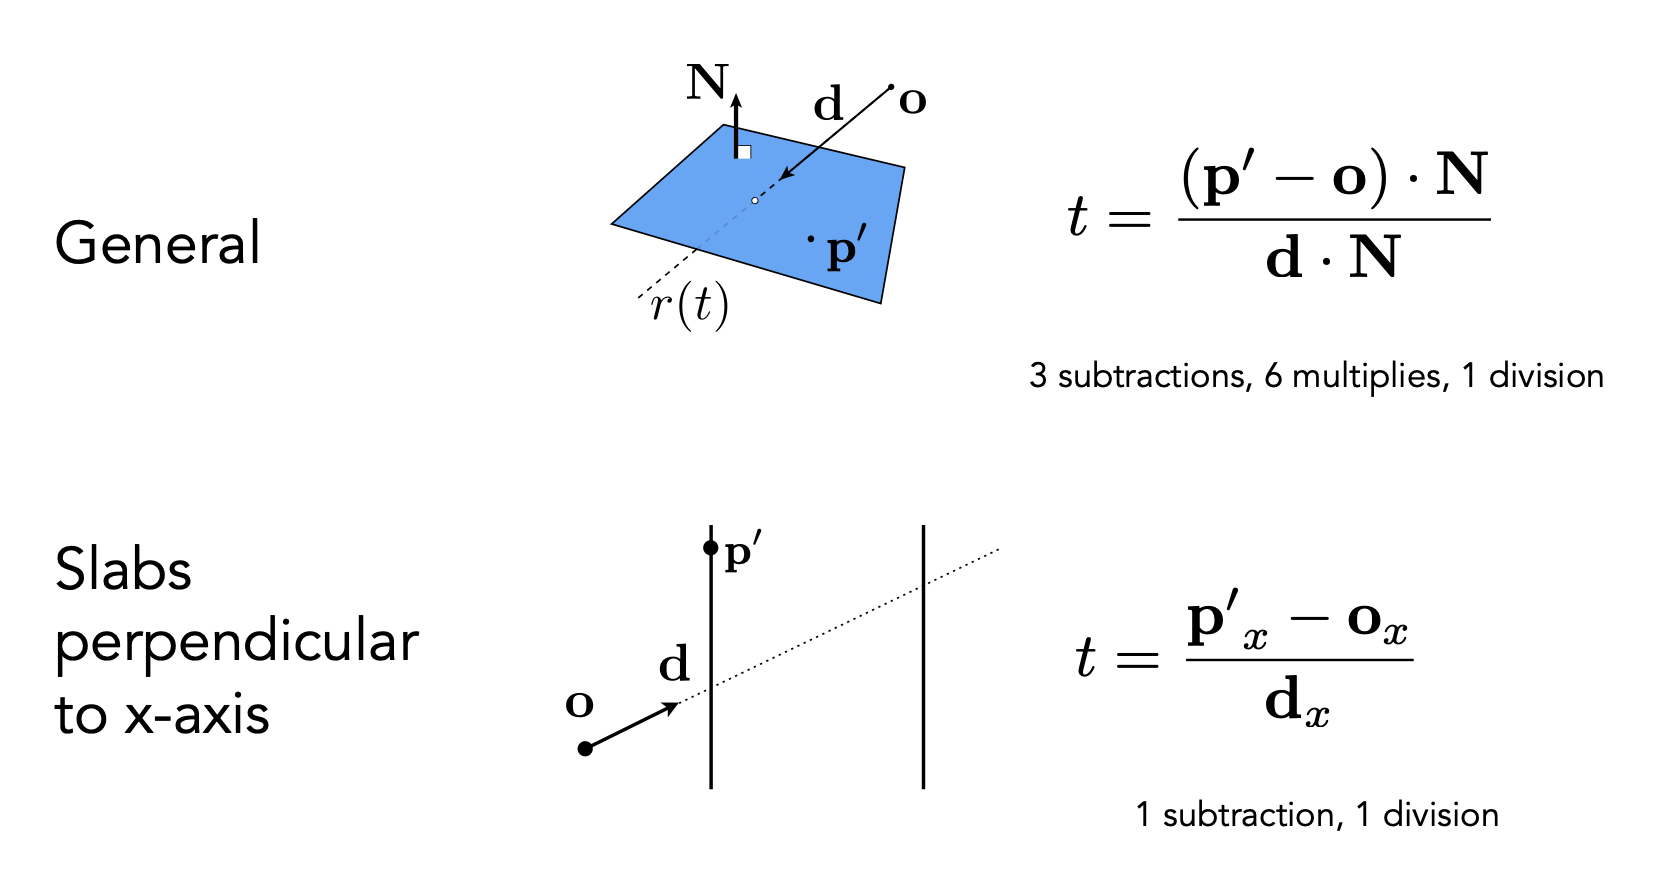 General
N
d
o
p′
r(t)
t = (p′ − o) · N / d · N
3 subtractions, 6 multiplies, 1 division
Slabs
perpendicular
to x-axis
p′
d
o
t = p′ₓ − oₓ / dₓ
1 subtraction, 1 division